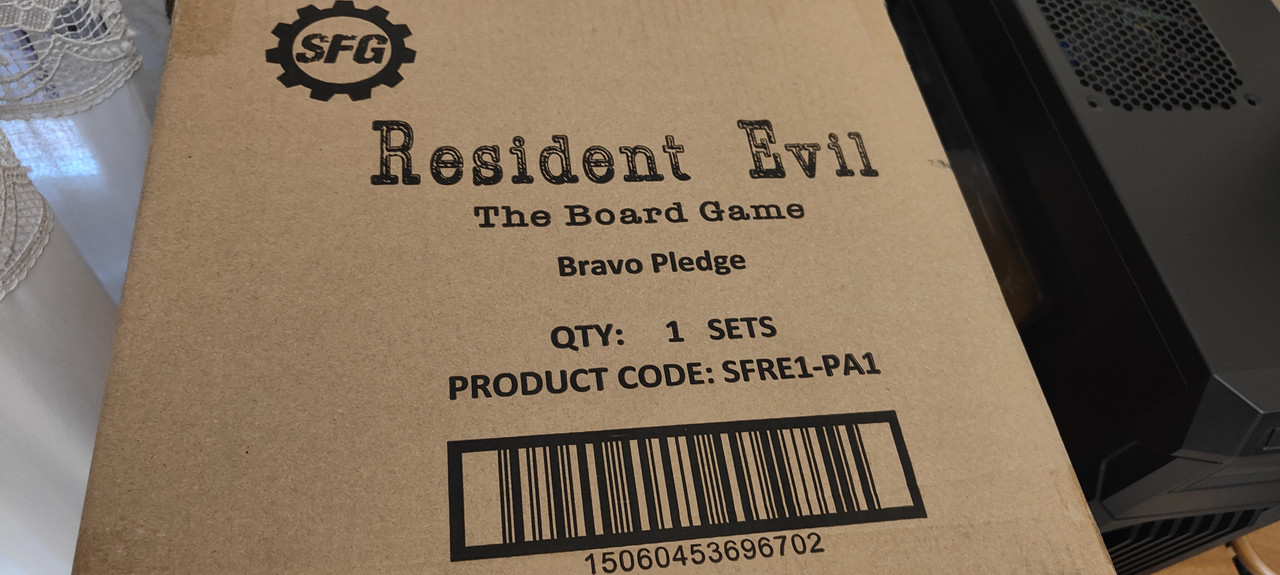 SFG
Resident Evil
The Board Game
Bravo Pledge
QTY: 1 SETS
PRODUCT CODE: SFRE1-PA1
15060453696702